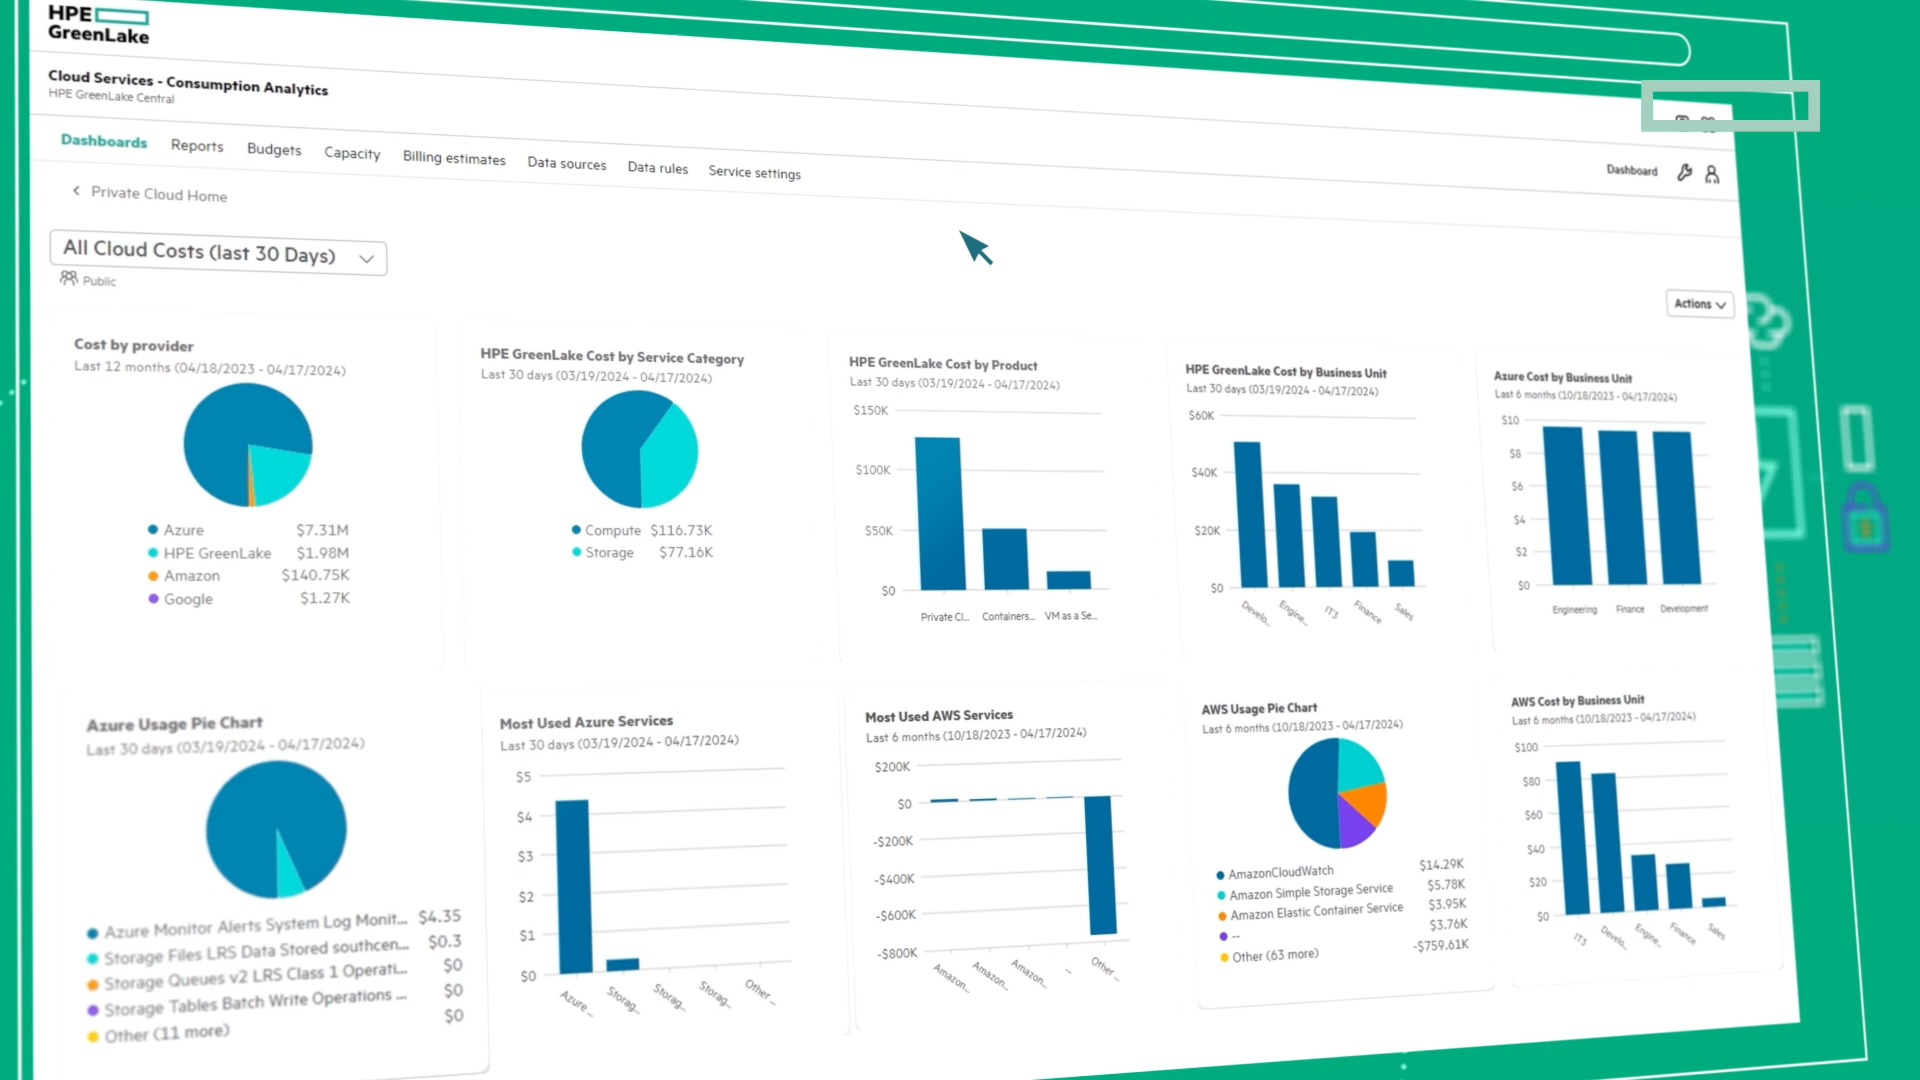 HPE
GreenLake
Cloud Services - Consumption Analytics
HPE GreenLake Central
Dashboards Reports Budgets Capacity Billing estimates Data sources Data rules Service settings
Dashboard
Private Cloud Home
All Cloud Costs (last 30 Days)
Public
Actions
Cost by provider
Last 12 months (04/18/2023 - 04/17/2024)
Azure $7.31M
HPE GreenLake $1.98M
Amazon $140.75K
Google $1.27K
HPE GreenLake Cost by Service Category
Last 30 days (03/19/2024 - 04/17/2024)
Compute $116.73K
Storage $77.16K
HPE GreenLake Cost by Product
Last 30 days (03/19/2024 - 04/17/2024)
$150K
$100K
$50K
$0
Private Cl... Containers... VM as a Se...
HPE GreenLake Cost by Business Unit
Last 30 days (03/19/2024 - 04/17/2024)
$60K
$40K
$20K
$0
Develo... Engine... IT3 Finance Sales
Azure Cost by Business Unit
Last 6 months (10/18/2023 - 04/17/2024)
$10
$8
$6
$4
$2
$0
Engineering Finance Development
Azure Usage Pie Chart
Last 30 days (03/19/2024 - 04/17/2024)
Azure Monitor Alerts System Log Monit... $4.35
Storage Files LRS Data Stored southcen... $0.3
Storage Queues v2 LRS Class 1 Operati... $0
Storage Tables Batch Write Operations ... $0
Other (11 more) $0
Most Used Azure Services
Last 30 days (03/19/2024 - 04/17/2024)
$5
$4
$3
$2
$1
$0
Azure ... Storag... Storag... Storag... Other ...
Most Used AWS Services
Last 6 months (10/18/2023 - 04/17/2024)
$200K
$0
-$200K
-$400K
-$600K
-$800K
Amazon... Amazon... Amazon... -- Other ...
AWS Usage Pie Chart
Last 6 months (10/18/2023 - 04/17/2024)
AmazonCloudWatch $14.29K
Amazon Simple Storage Service $5.78K
Amazon Elastic Container Service $3.95K
-- $3.76K
Other (63 more) -$759.61K
AWS Cost by Business Unit
Last 6 months (10/18/2023 - 04/17/2024)
$100
$80
$60
$40
$20
$0
IT3 Develo... Engine... Finance Sales